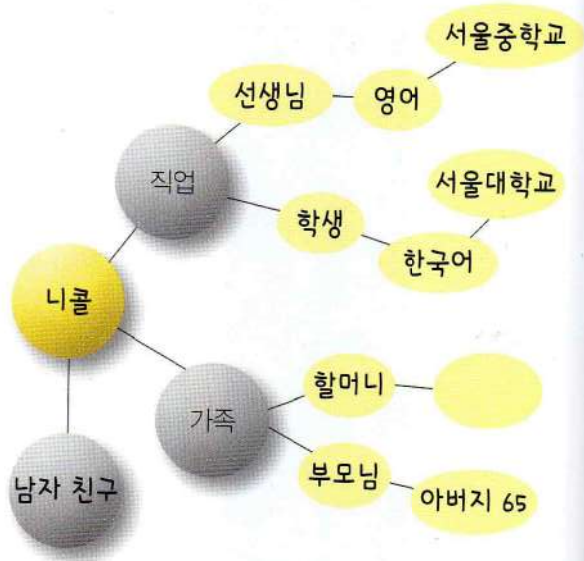 서울중학교
선생님
영어
직업
서울대학교
학생
한국어
니콜
할머니
가족
부모님
남자 친구
아버지 65